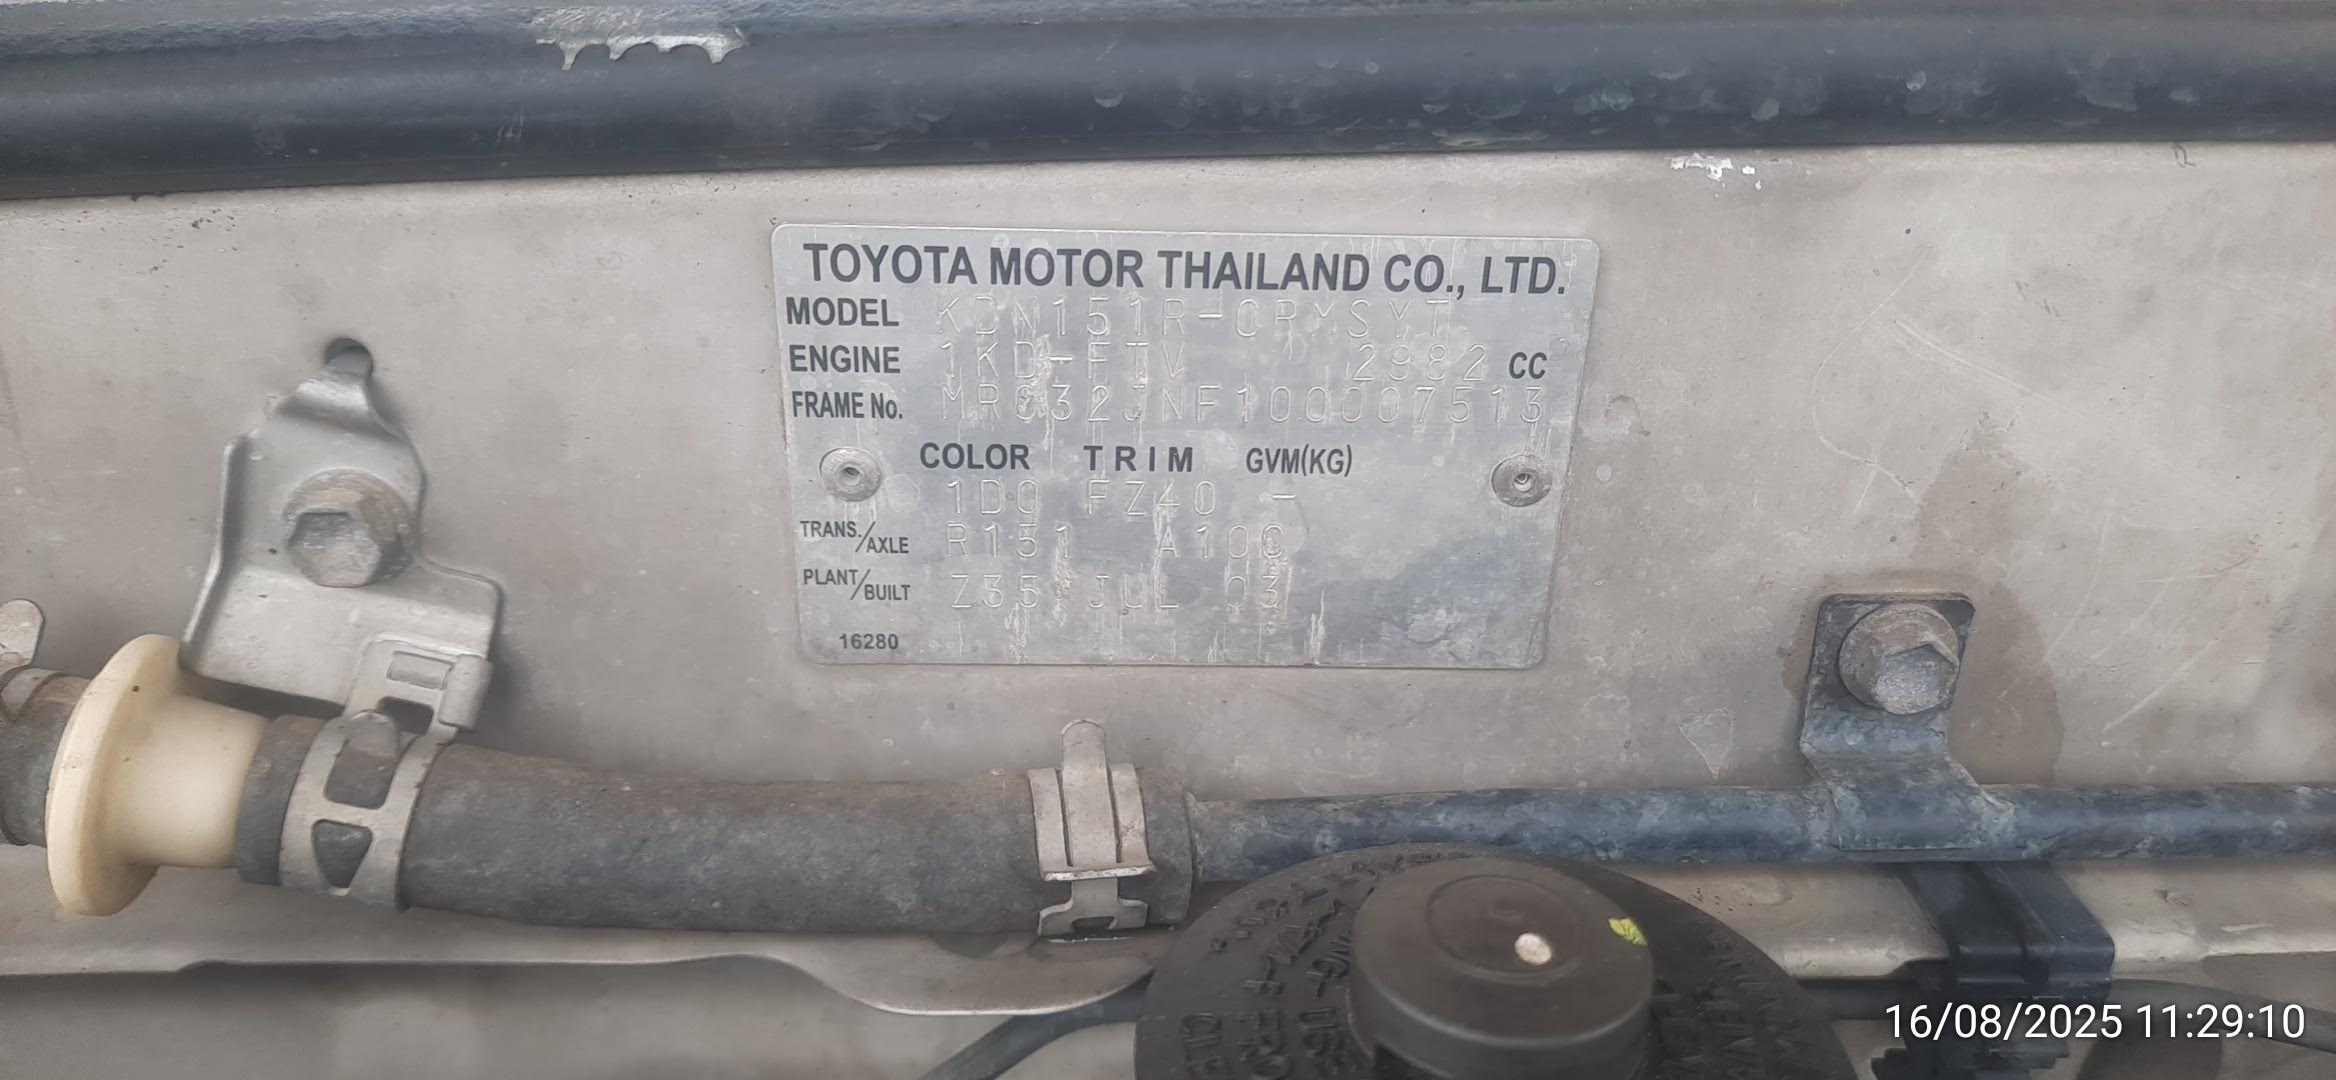 TOYOTA MOTOR THAILAND CO., LTD.
MODEL KDN151R-CRMSYT
ENGINE 1KD-FTV 2982 CC
FRAME No. MR032JNF100007513
COLOR TRIM GVM(KG)
1D0 FZ40 -
TRANS./AXLE R151 A10C
PLANT/BUILT Z35 JUL 03
16280
16/08/2025 11:29:10